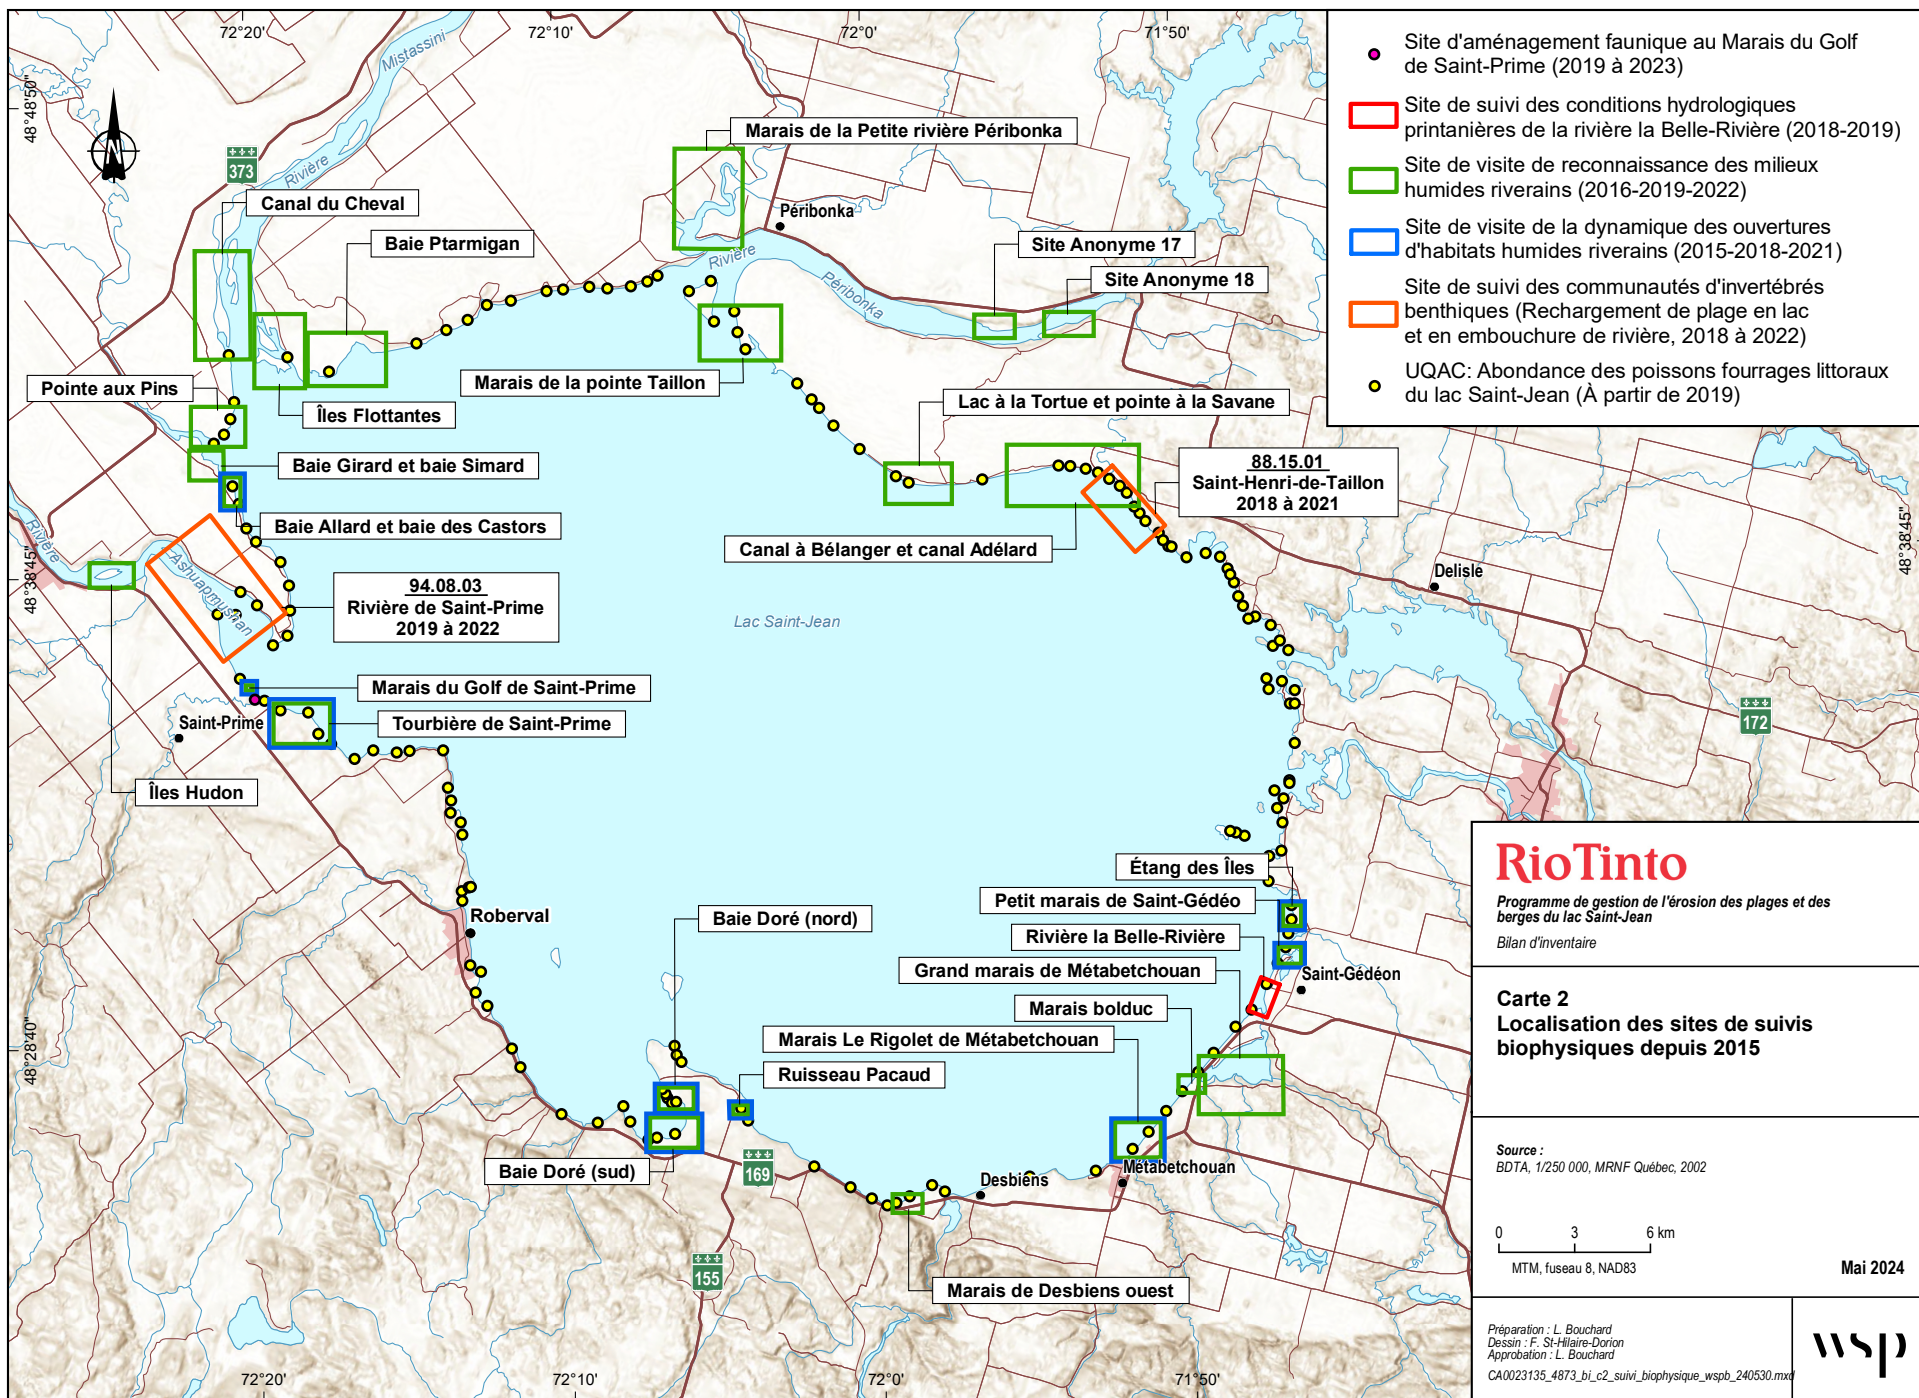 72°20'
72°10'
72°0'
71°50'
48°48'50"
48°38'45"
48°28'40"
48°38'45"
Mistassini
Rivière
373
Marais de la Petite rivière Péribonka
Canal du Cheval
Péribonka
Baie Ptarmigan
Rivière
Péribonka
Site Anonyme 17
Site Anonyme 18
Pointe aux Pins
Îles Flottantes
Marais de la pointe Taillon
Lac à la Tortue et pointe à la Savane
Baie Girard et baie Simard
88.15.01
Saint-Henri-de-Taillon
2018 à 2021
Baie Allard et baie des Castors
Canal à Bélanger et canal Adélard
Rivière
Ashuapmushuan
94.08.03
Rivière de Saint-Prime
2019 à 2022
Delisle
Lac Saint-Jean
Marais du Golf de Saint-Prime
Saint-Prime
Tourbière de Saint-Prime
172
Îles Hudon
Étang des Îles
Petit marais de Saint-Gédéo
Roberval
Baie Doré (nord)
Rivière la Belle-Rivière
Grand marais de Métabetchouan
Saint-Gédéon
Marais bolduc
Marais Le Rigolet de Métabetchouan
Ruisseau Pacaud
Baie Doré (sud)
169
Desbiens
Métabetchouan
155
Marais de Desbiens ouest
72°20'
72°10'
72°0'
71°50'
Site d'aménagement faunique au Marais du Golf
de Saint-Prime (2019 à 2023)
Site de suivi des conditions hydrologiques
printanières de la rivière la Belle-Rivière (2018-2019)
Site de visite de reconnaissance des milieux
humides riverains (2016-2019-2022)
Site de visite de la dynamique des ouvertures
d'habitats humides riverains (2015-2018-2021)
Site de suivi des communautés d'invertébrés
benthiques (Rechargement de plage en lac
et en embouchure de rivière, 2018 à 2022)
UQAC: Abondance des poissons fourrages littoraux
du lac Saint-Jean (À partir de 2019)
RioTinto
Programme de gestion de l'érosion des plages et des
berges du lac Saint-Jean
Bilan d'inventaire
Carte 2
Localisation des sites de suivis
biophysiques depuis 2015
Source :
BDTA, 1/250 000, MRNF Québec, 2002
0 3 6 km
MTM, fuseau 8, NAD83
Mai 2024
Préparation : L. Bouchard
Dessin : F. St-Hilaire-Dorion
Approbation : L. Bouchard
CA0023135_4873_bi_c2_suivi_biophysique_wspb_240530.mxd
wsp